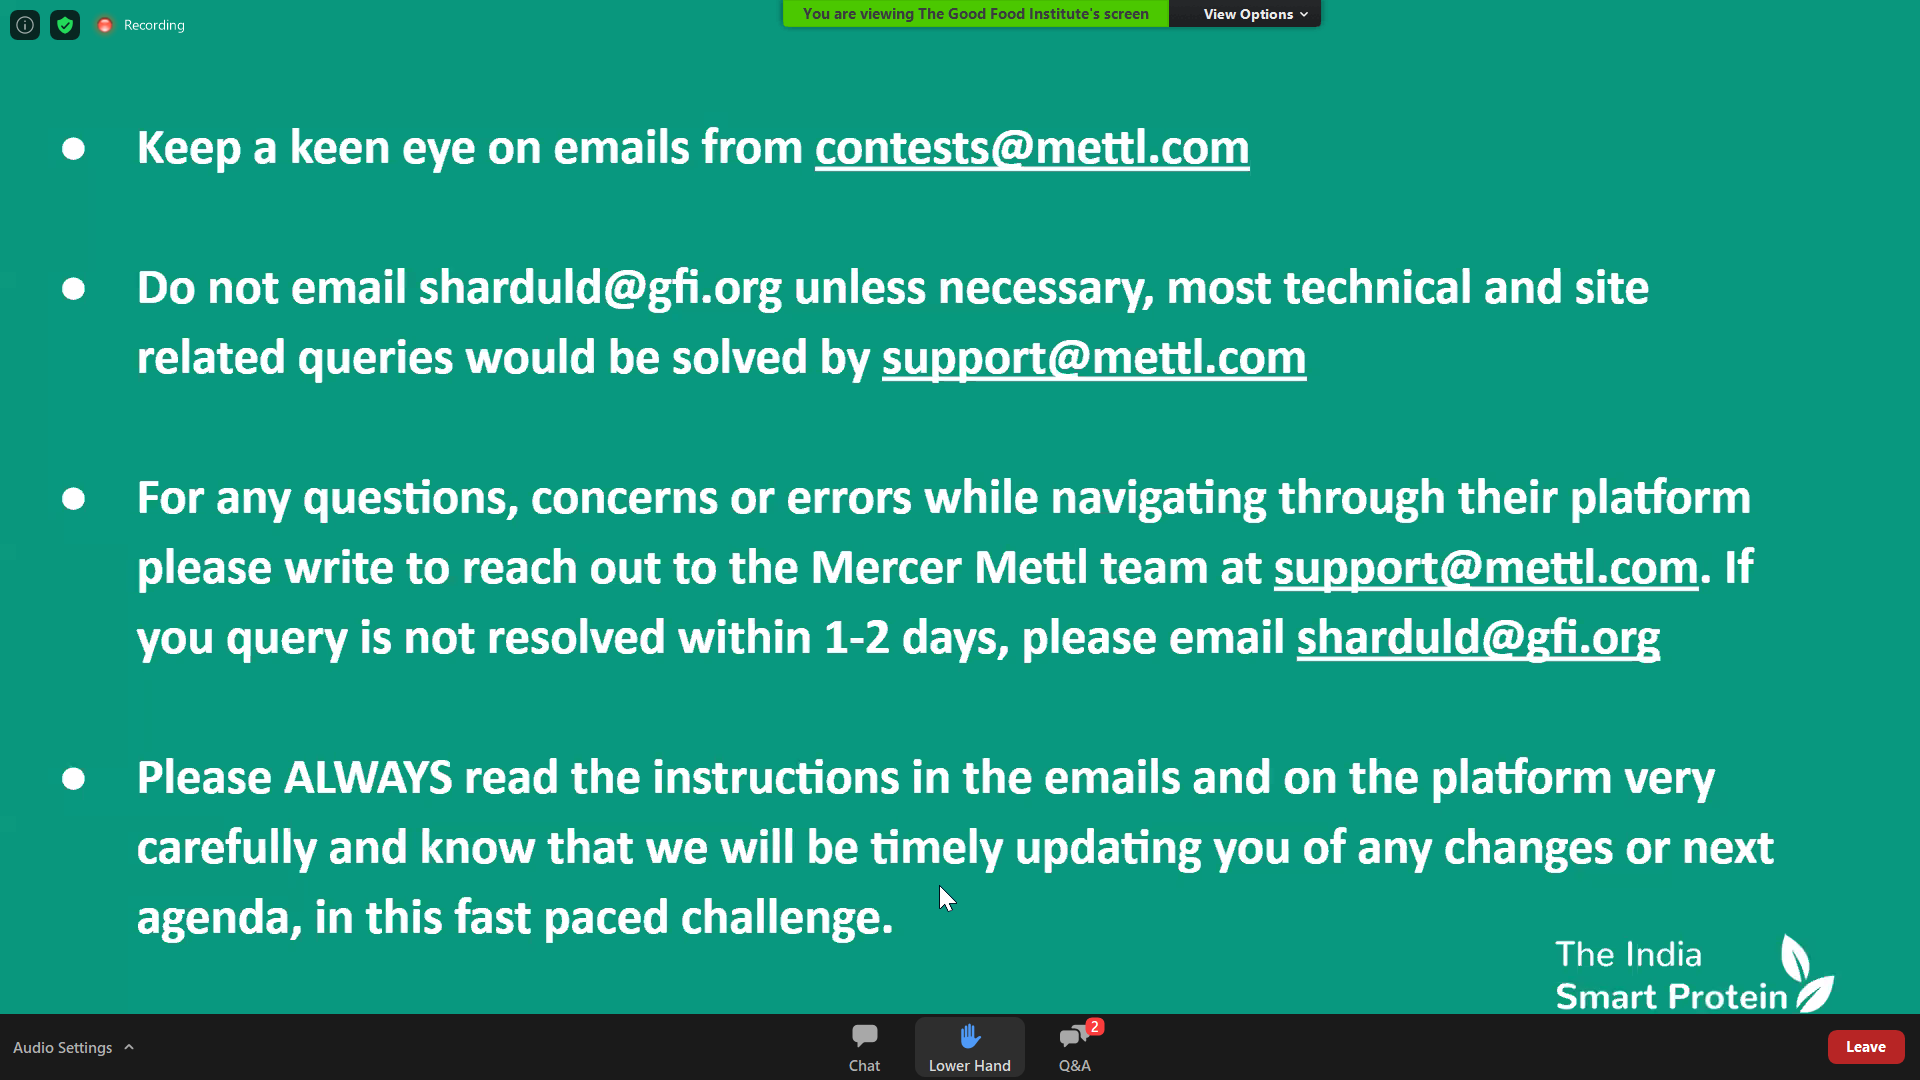 Recording
You are viewing The Good Food Institute's screen
View Options
● Keep a keen eye on emails from contests@mettl.com
● Do not email sharduld@gfi.org unless necessary, most technical and site
related queries would be solved by support@mettl.com
● For any questions, concerns or errors while navigating through their platform
please write to reach out to the Mercer Mettl team at support@mettl.com. If
you query is not resolved within 1-2 days, please email sharduld@gfi.org
● Please ALWAYS read the instructions in the emails and on the platform very
carefully and know that we will be timely updating you of any changes or next
agenda, in this fast paced challenge.
The India
Smart Protein
Audio Settings
Chat
Lower Hand
2
Q&A
Leave